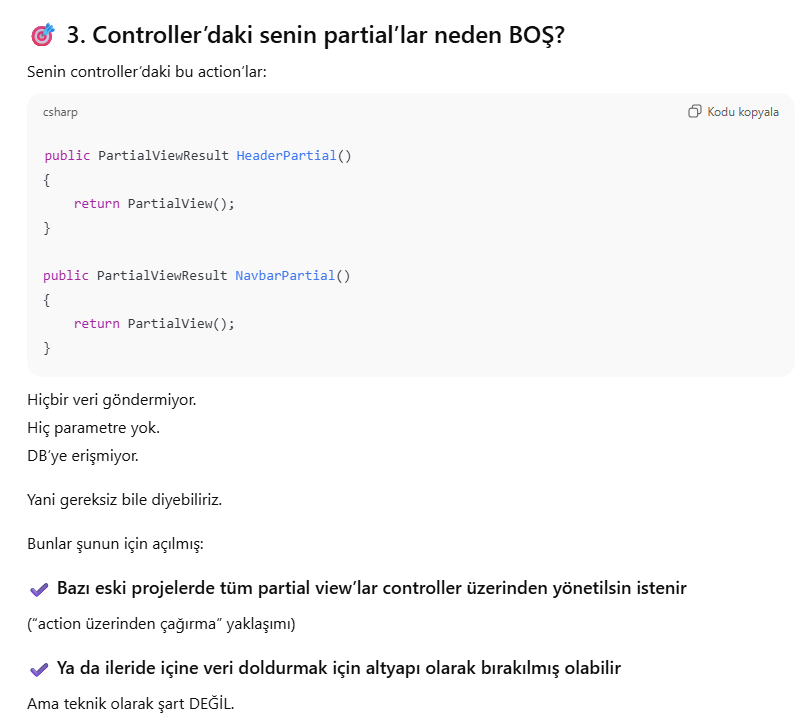 🎯 3. Controller’daki senin partial’lar neden BOŞ?
Senin controller’daki bu action’lar:
csharp
Kodu kopyala
public PartialViewResult HeaderPartial()
{
    return PartialView();
}
public PartialViewResult NavbarPartial()
{
    return PartialView();
}
Hiçbir veri göndermiyor.
Hiç parametre yok.
DB’ye erişmiyor.
Yani gereksiz bile diyebiliriz.
Bunlar şunun için açılmış:
✔ Bazı eski projelerde tüm partial view’lar controller üzerinden yönetilsin istenir
(“action üzerinden çağırma” yaklaşımı)
✔ Ya da ileride içine veri doldurmak için altyapı olarak bırakılmış olabilir
Ama teknik olarak şart DEĞİL.